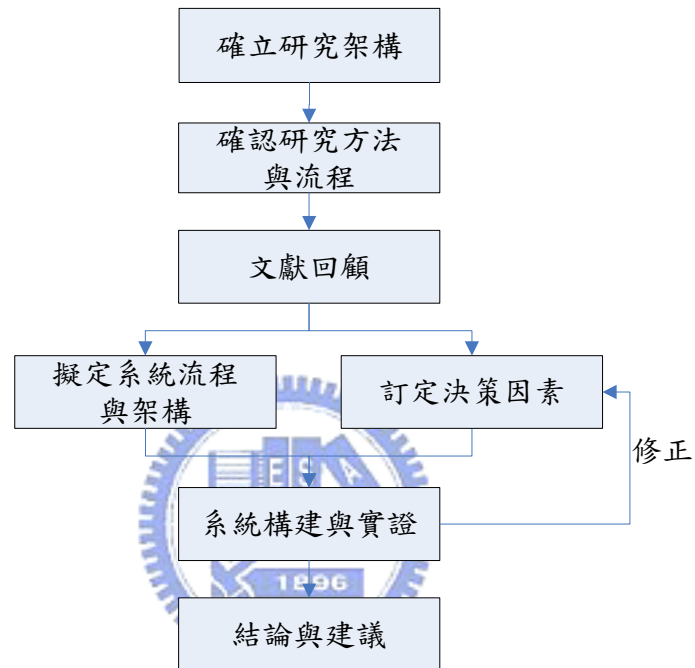 確立研究架構
確認研究方法
與流程
文獻回顧
擬定系統流程
與架構
訂定決策因素
修正
E S A
系統構建與實證
1896
結論與建議